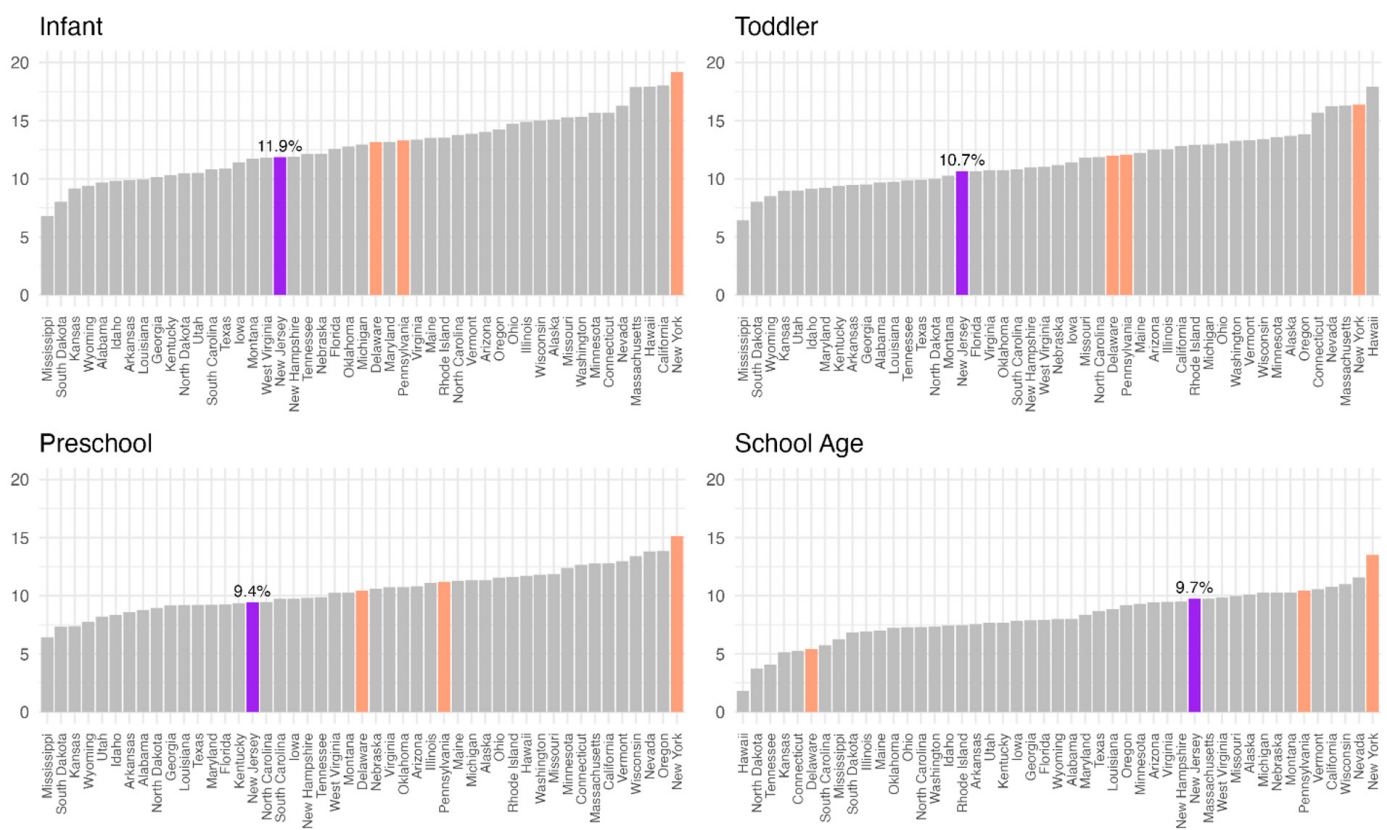 Infant
20
15
10
5
0
11.9%
Mississippi
South Dakota
Kansas
Wyoming
Alabama
Idaho
Arkansas
Louisiana
Georgia
Kentucky
North Dakota
Utah
South Carolina
Texas
Iowa
Montana
West Virginia
New Jersey
New Hampshire
Tennessee
Nebraska
Florida
Oklahoma
Michigan
Delaware
Maryland
Pennsylvania
Virginia
Maine
Rhode Island
North Carolina
Vermont
Arizona
Oregon
Ohio
Illinois
Wisconsin
Alaska
Missouri
Washington
Minnesota
Connecticut
Nevada
Massachusetts
Hawaii
California
New York
Toddler
20
15
10
5
0
10.7%
Mississippi
South Dakota
Wyoming
Kansas
Utah
Idaho
Maryland
Kentucky
Arkansas
Georgia
Alabama
Louisiana
Tennessee
Texas
North Dakota
Montana
New Jersey
Florida
Virginia
Oklahoma
South Carolina
New Hampshire
West Virginia
Nebraska
Iowa
Missouri
North Carolina
Delaware
Pennsylvania
Maine
Arizona
Illinois
California
Rhode Island
Michigan
Ohio
Washington
Vermont
Wisconsin
Minnesota
Alaska
Oregon
Connecticut
Nevada
Massachusetts
New York
Hawaii
Preschool
20
15
10
5
0
9.4%
Mississippi
South Dakota
Kansas
Wyoming
Utah
Idaho
Arkansas
Alabama
North Dakota
Georgia
Louisiana
Texas
Maryland
Florida
Kentucky
New Jersey
North Carolina
South Carolina
Iowa
New Hampshire
Tennessee
West Virginia
Montana
Delaware
Nebraska
Virginia
Oklahoma
Arizona
Illinois
Pennsylvania
Maine
Michigan
Alaska
Ohio
Rhode Island
Hawaii
Washington
Missouri
Minnesota
Connecticut
Massachusetts
California
Vermont
Wisconsin
Nevada
Oregon
New York
School Age
20
15
10
5
0
9.7%
Hawaii
North Dakota
Tennessee
Kansas
Connecticut
Delaware
South Carolina
Mississippi
South Dakota
Illinois
Maine
Oklahoma
Ohio
North Carolina
Washington
Idaho
Rhode Island
Arkansas
Utah
Kentucky
Iowa
Georgia
Florida
Nebraska
Alabama
Maryland
Texas
Louisiana
Oregon
Minnesota
Arizona
Virginia
New Hampshire
New Jersey
Massachusetts
West Virginia
Missouri
Alaska
Michigan
Wyoming
Montana
Pennsylvania
Vermont
California
Wisconsin
Nevada
New York